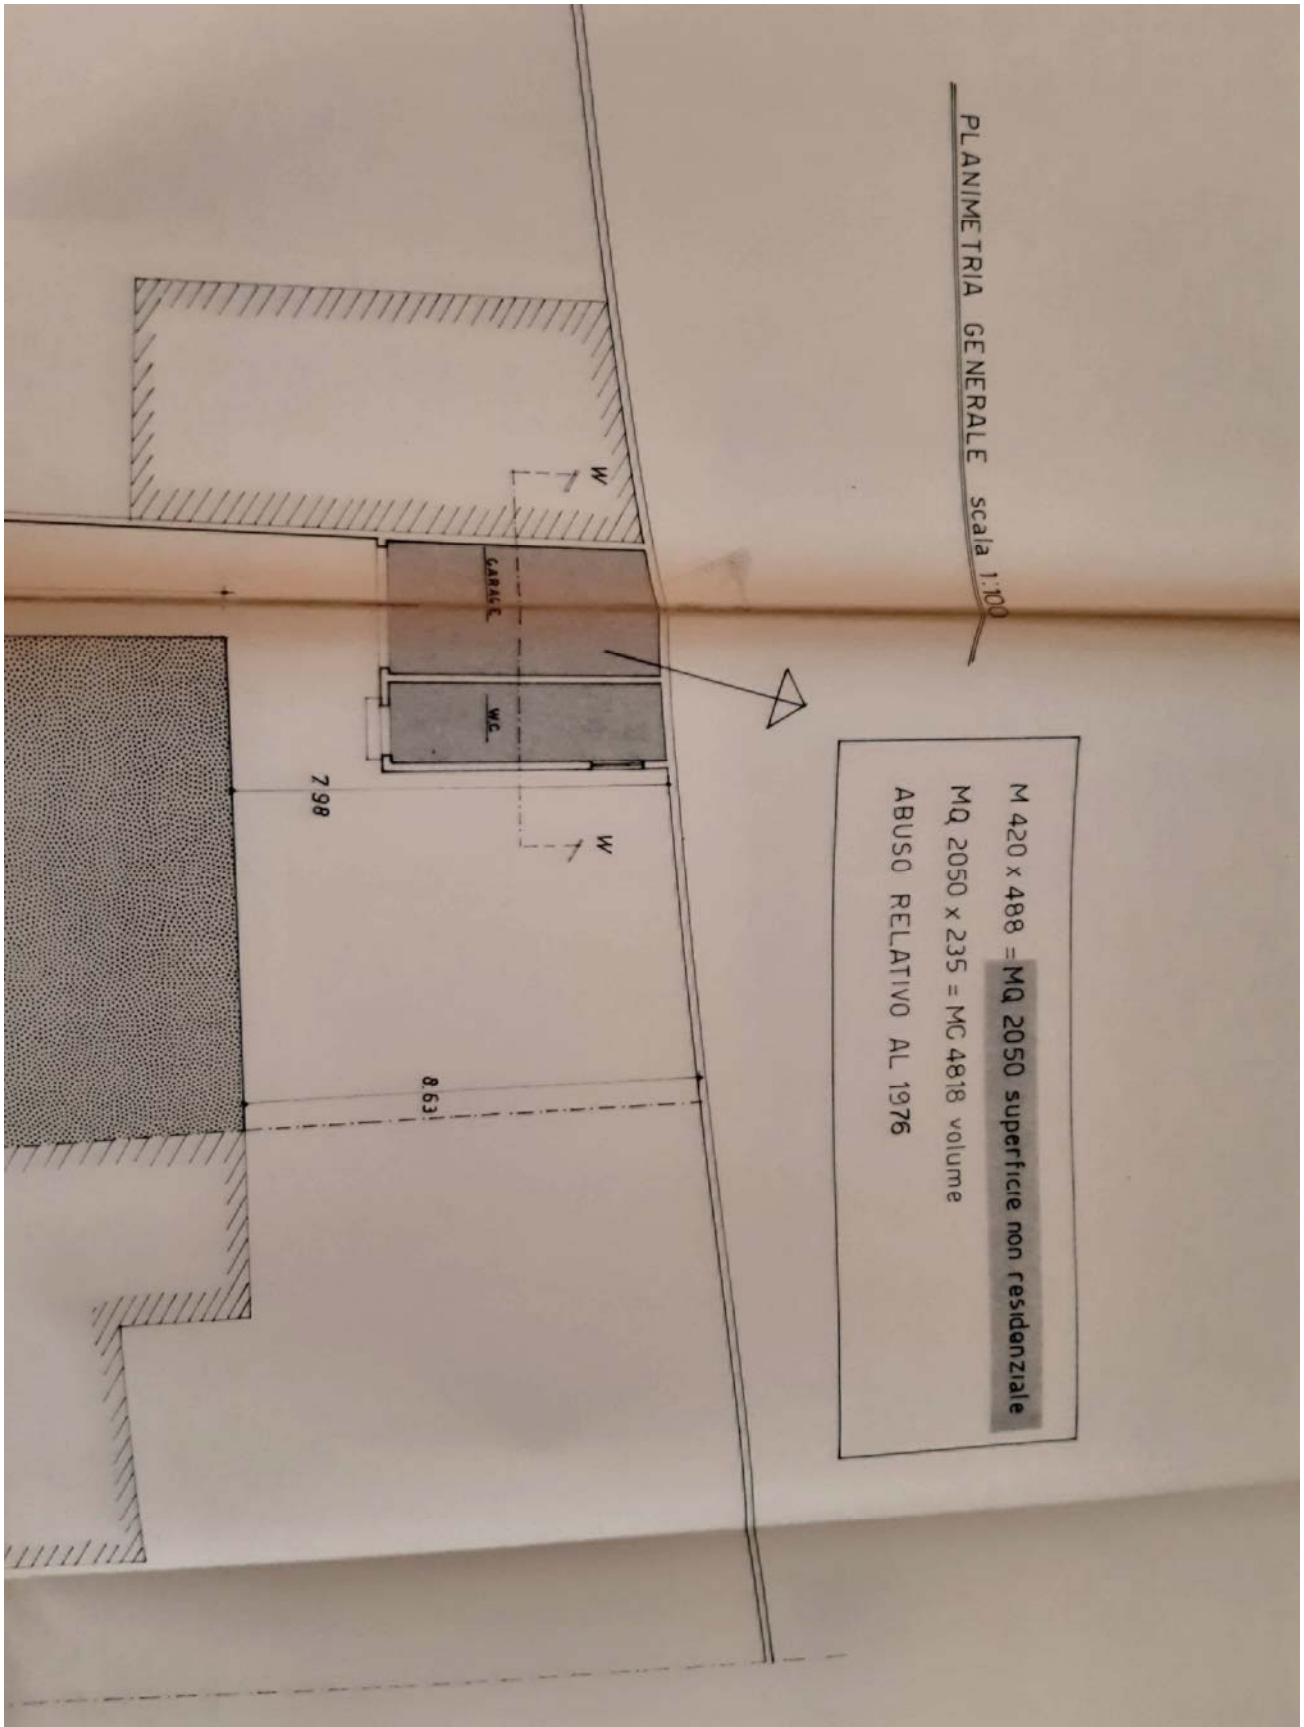 PLANIMETRIA GENERALE scala 1:100
M 420 x 488 = MQ 2050 superficie non residenziale
MQ 2050 x 235 = MC 4818 volume
ABUSO RELATIVO AL 1976
W
W
GARAGE
W.C.
7.98
8.63